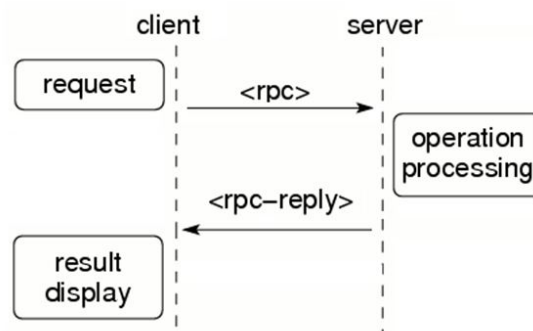 client
server
request
<rpc>
operation
processing
<rpc–reply>
result
display